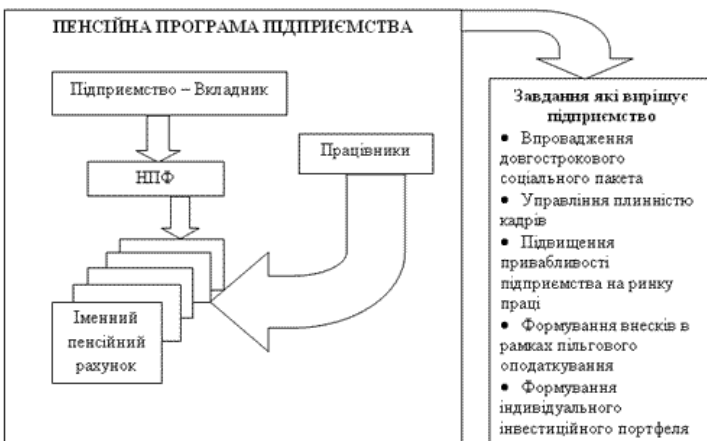 ПЕНСІЙНА ПРОГРАМА ПІДПРИЄМСТВА
Підприємство – Вкладник
Працівники
НПФ
Іменний
пенсійний
рахунок
Завдання які вирішує
підприємство
● Впровадження
довгострокового
соціального пакета
● Управління плинністю
кадрів
● Підвищення
привабливості
підприємства на ринку
праці
● Формування внесків в
рамках пільгового
оподаткування
● Формування
индивідуального
інвестиційного портфеля